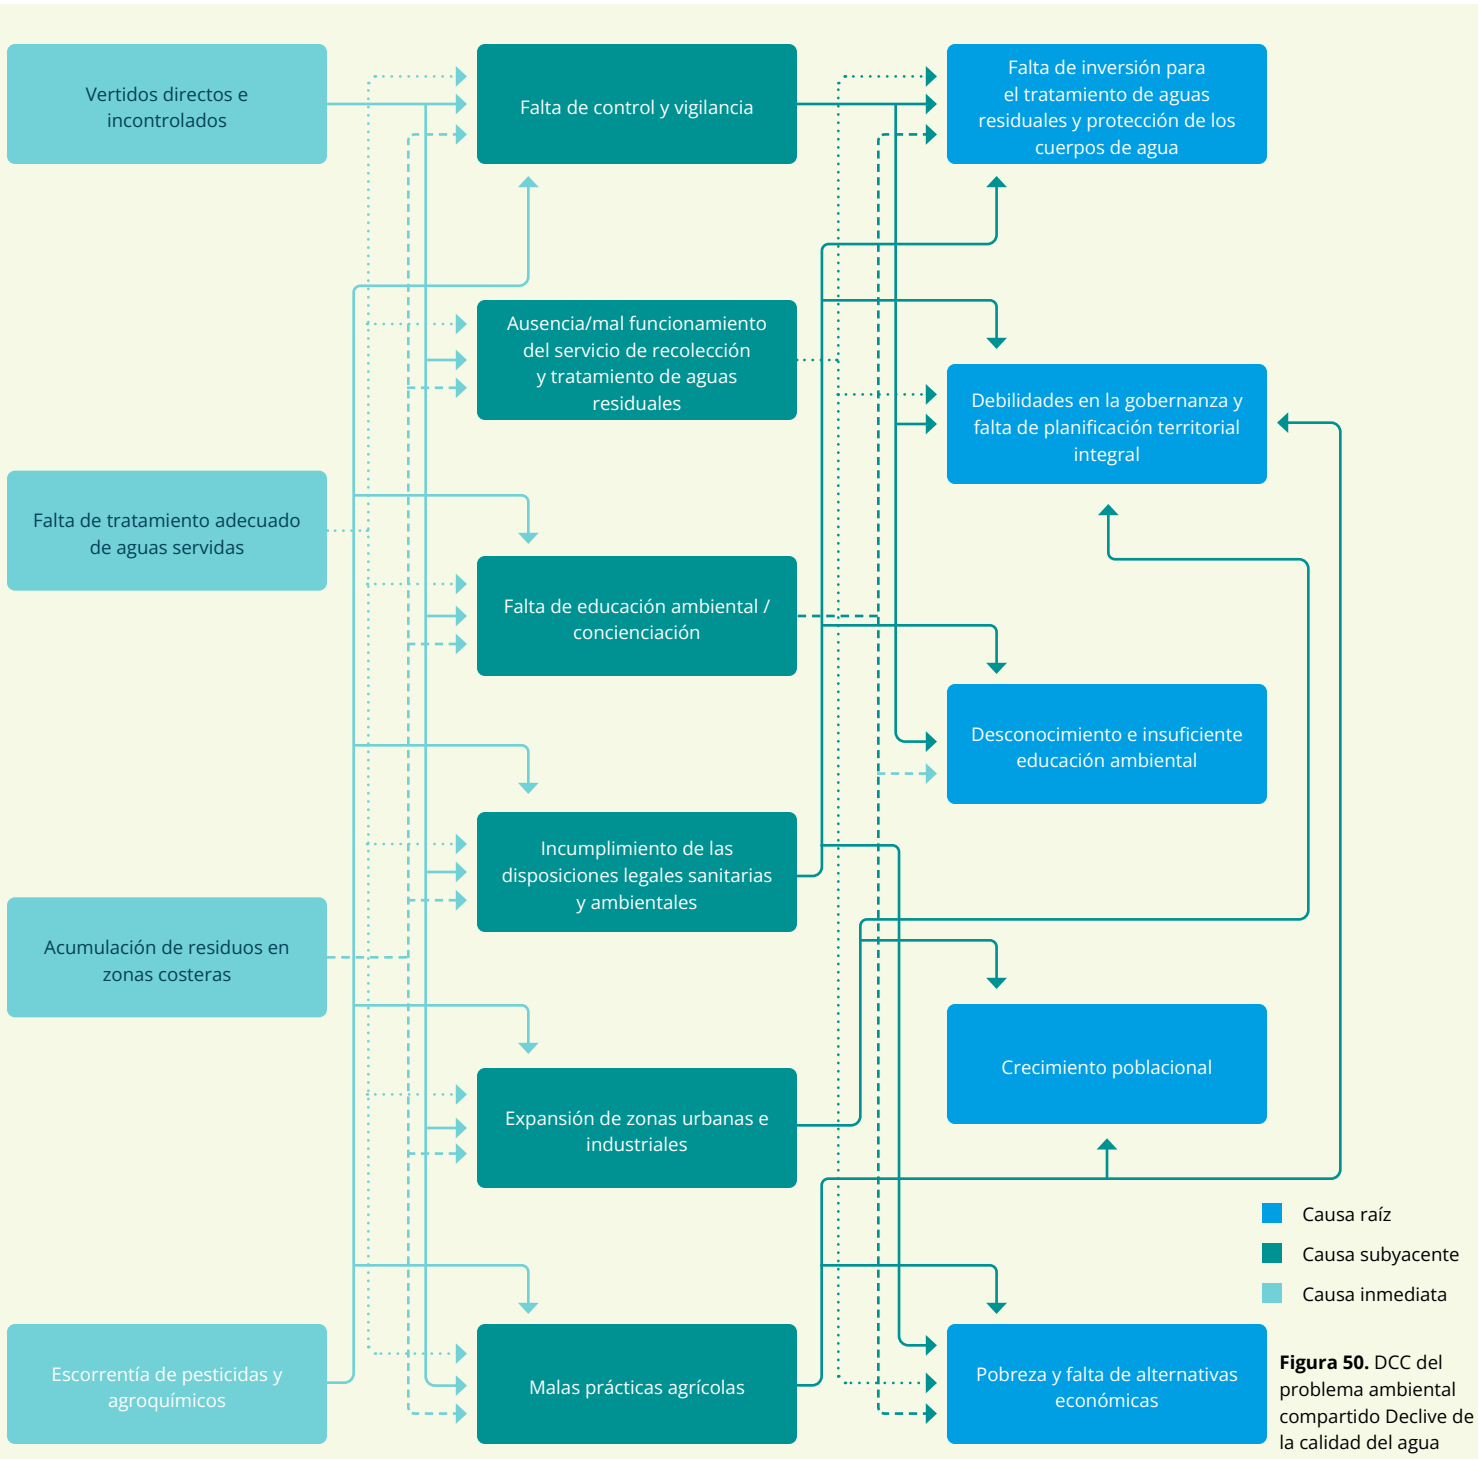 Vertidos directos e
incontrolados
Falta de tratamiento adecuado
de aguas servidas
Acumulación de residuos en
zonas costeras
Escorrentía de pesticidas y
agroquímicos
Falta de control y vigilancia
Ausencia/mal funcionamiento
del servicio de recolección
y tratamiento de aguas
residuales
Falta de educación ambiental /
concienciación
Incumplimiento de las
disposiciones legales sanitarias
y ambientales
Expansión de zonas urbanas e
industriales
Malas prácticas agrícolas
Falta de inversión para
el tratamiento de aguas
residuales y protección de los
cuerpos de agua
Debilidades en la gobernanza y
falta de planificación territorial
integral
Desconocimiento e insuficiente
educación ambiental
Crecimiento poblacional
Pobreza y falta de alternativas
económicas
Causa raíz
Causa subyacente
Causa inmediata
Figura 50. DCC del
problema ambiental
compartido Declive de
la calidad del agua